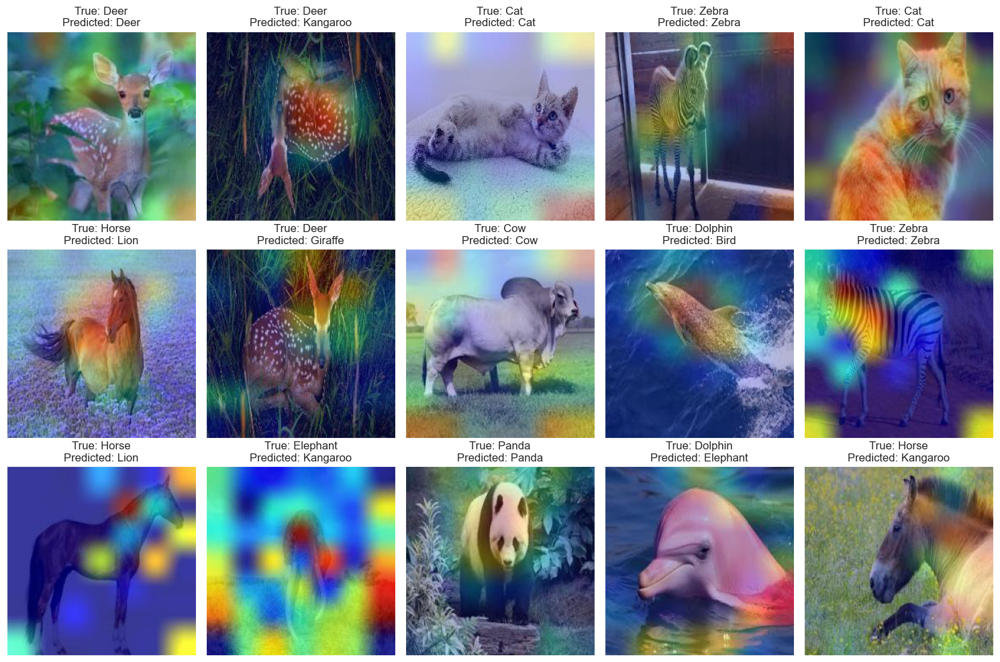 True: Deer
Predicted: Deer
True: Deer
Predicted: Kangaroo
True: Cat
Predicted: Cat
True: Zebra
Predicted: Zebra
True: Cat
Predicted: Cat
True: Horse
Predicted: Lion
True: Deer
Predicted: Giraffe
True: Cow
Predicted: Cow
True: Dolphin
Predicted: Bird
True: Zebra
Predicted: Zebra
True: Horse
Predicted: Lion
True: Elephant
Predicted: Kangaroo
True: Panda
Predicted: Panda
True: Dolphin
Predicted: Elephant
True: Horse
Predicted: Kangaroo